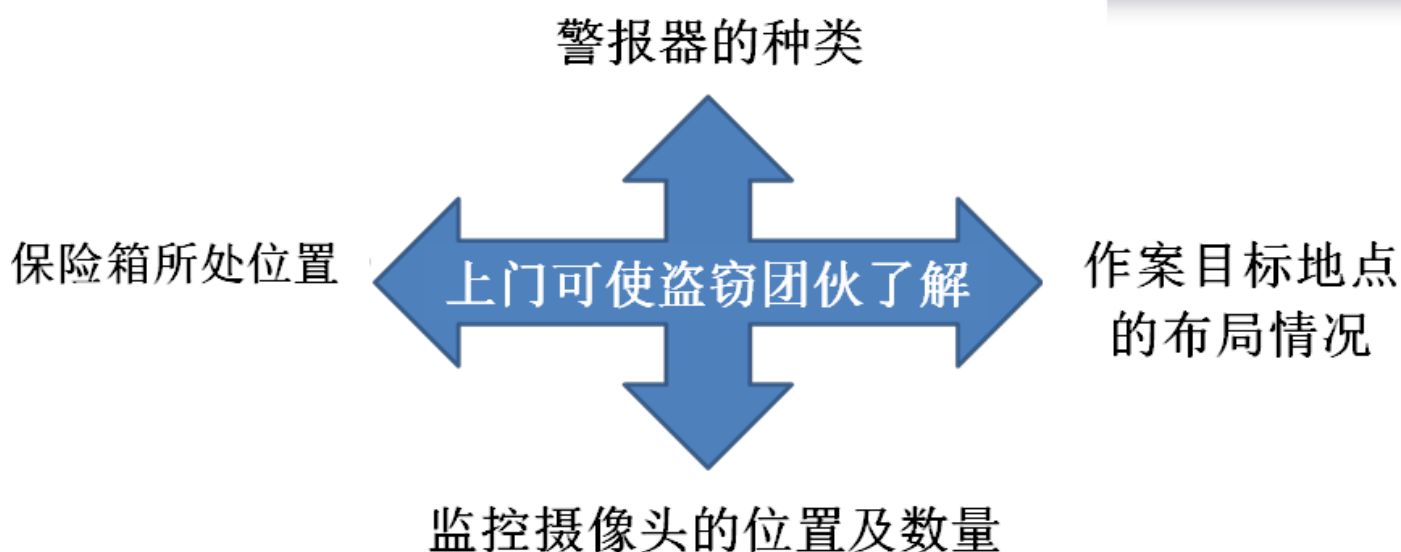 警报器的种类
保险箱所处位置
上门可使盗窃团伙了解
作案目标地点
的布局情况
监控摄像头的位置及数量